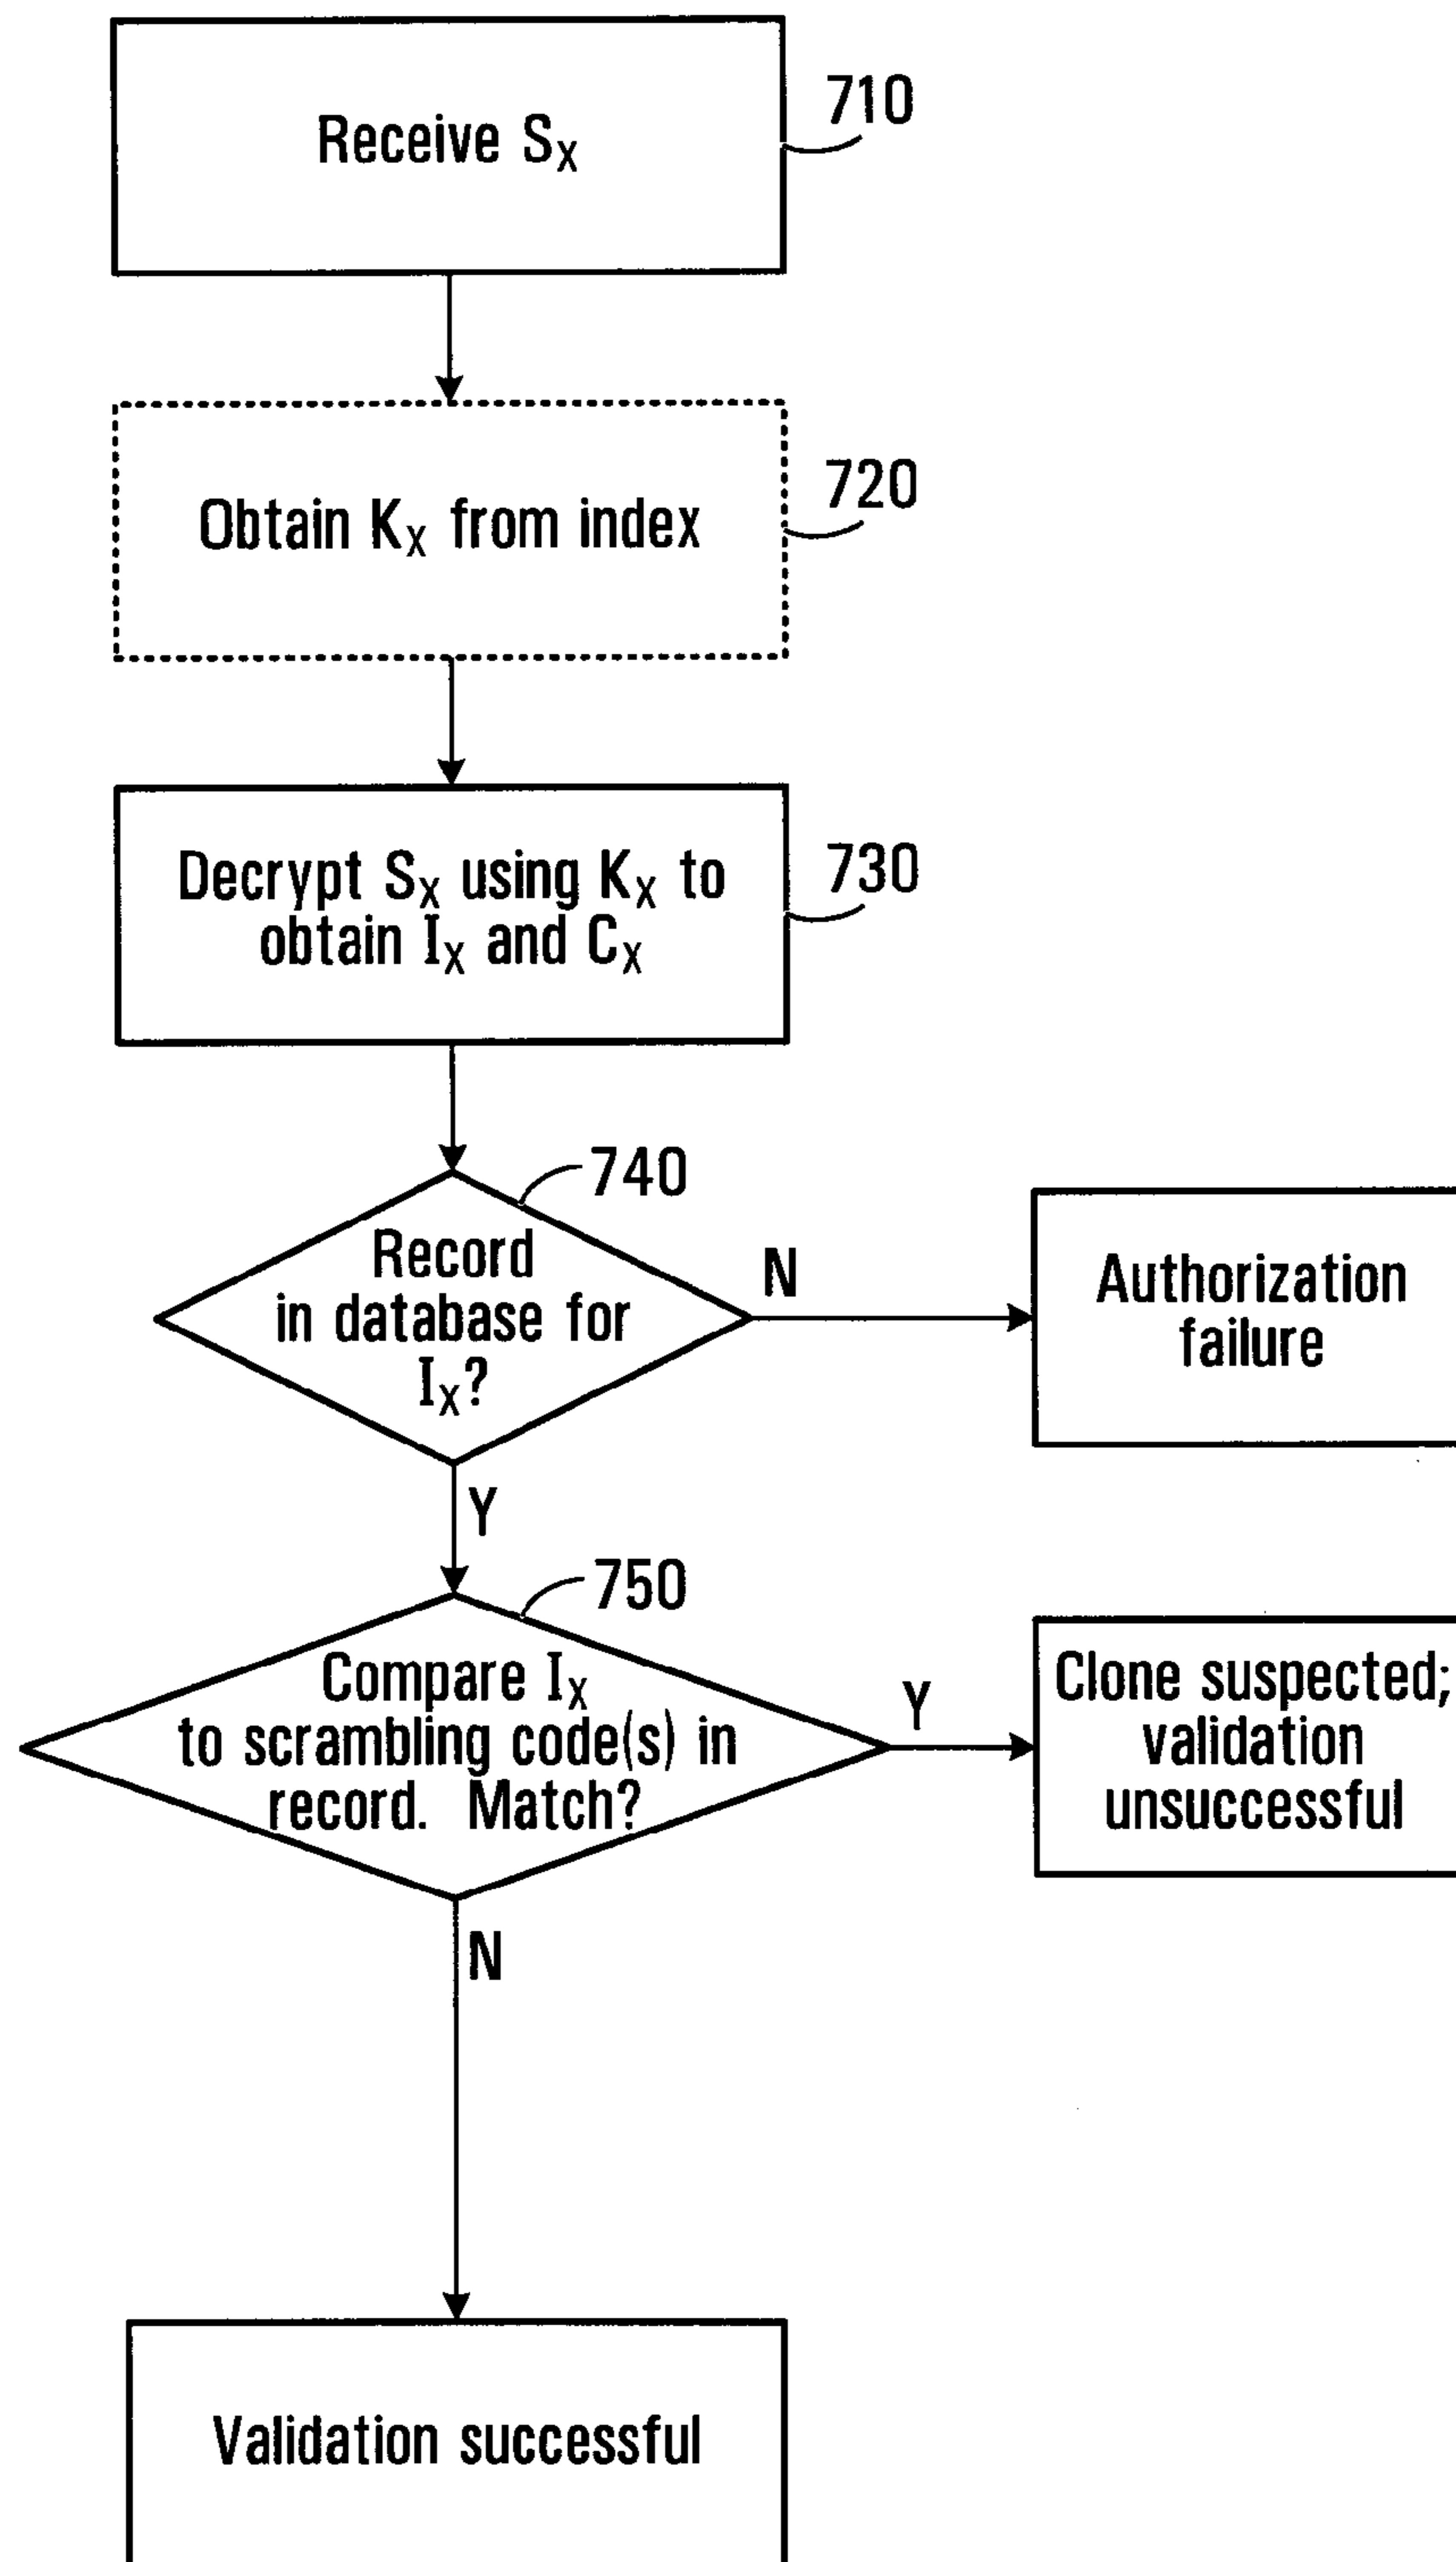 Receive Sx
710
Obtain Kx from index
720
Decrypt Sx using Kx to
obtain Ix and Cx
730
740
Record
in database for
Ix?
N
Authorization
failure
Y
750
Compare Ix
to scrambling code(s) in
record. Match?
Y
Clone suspected;
validation
unsuccessful
N
Validation successful